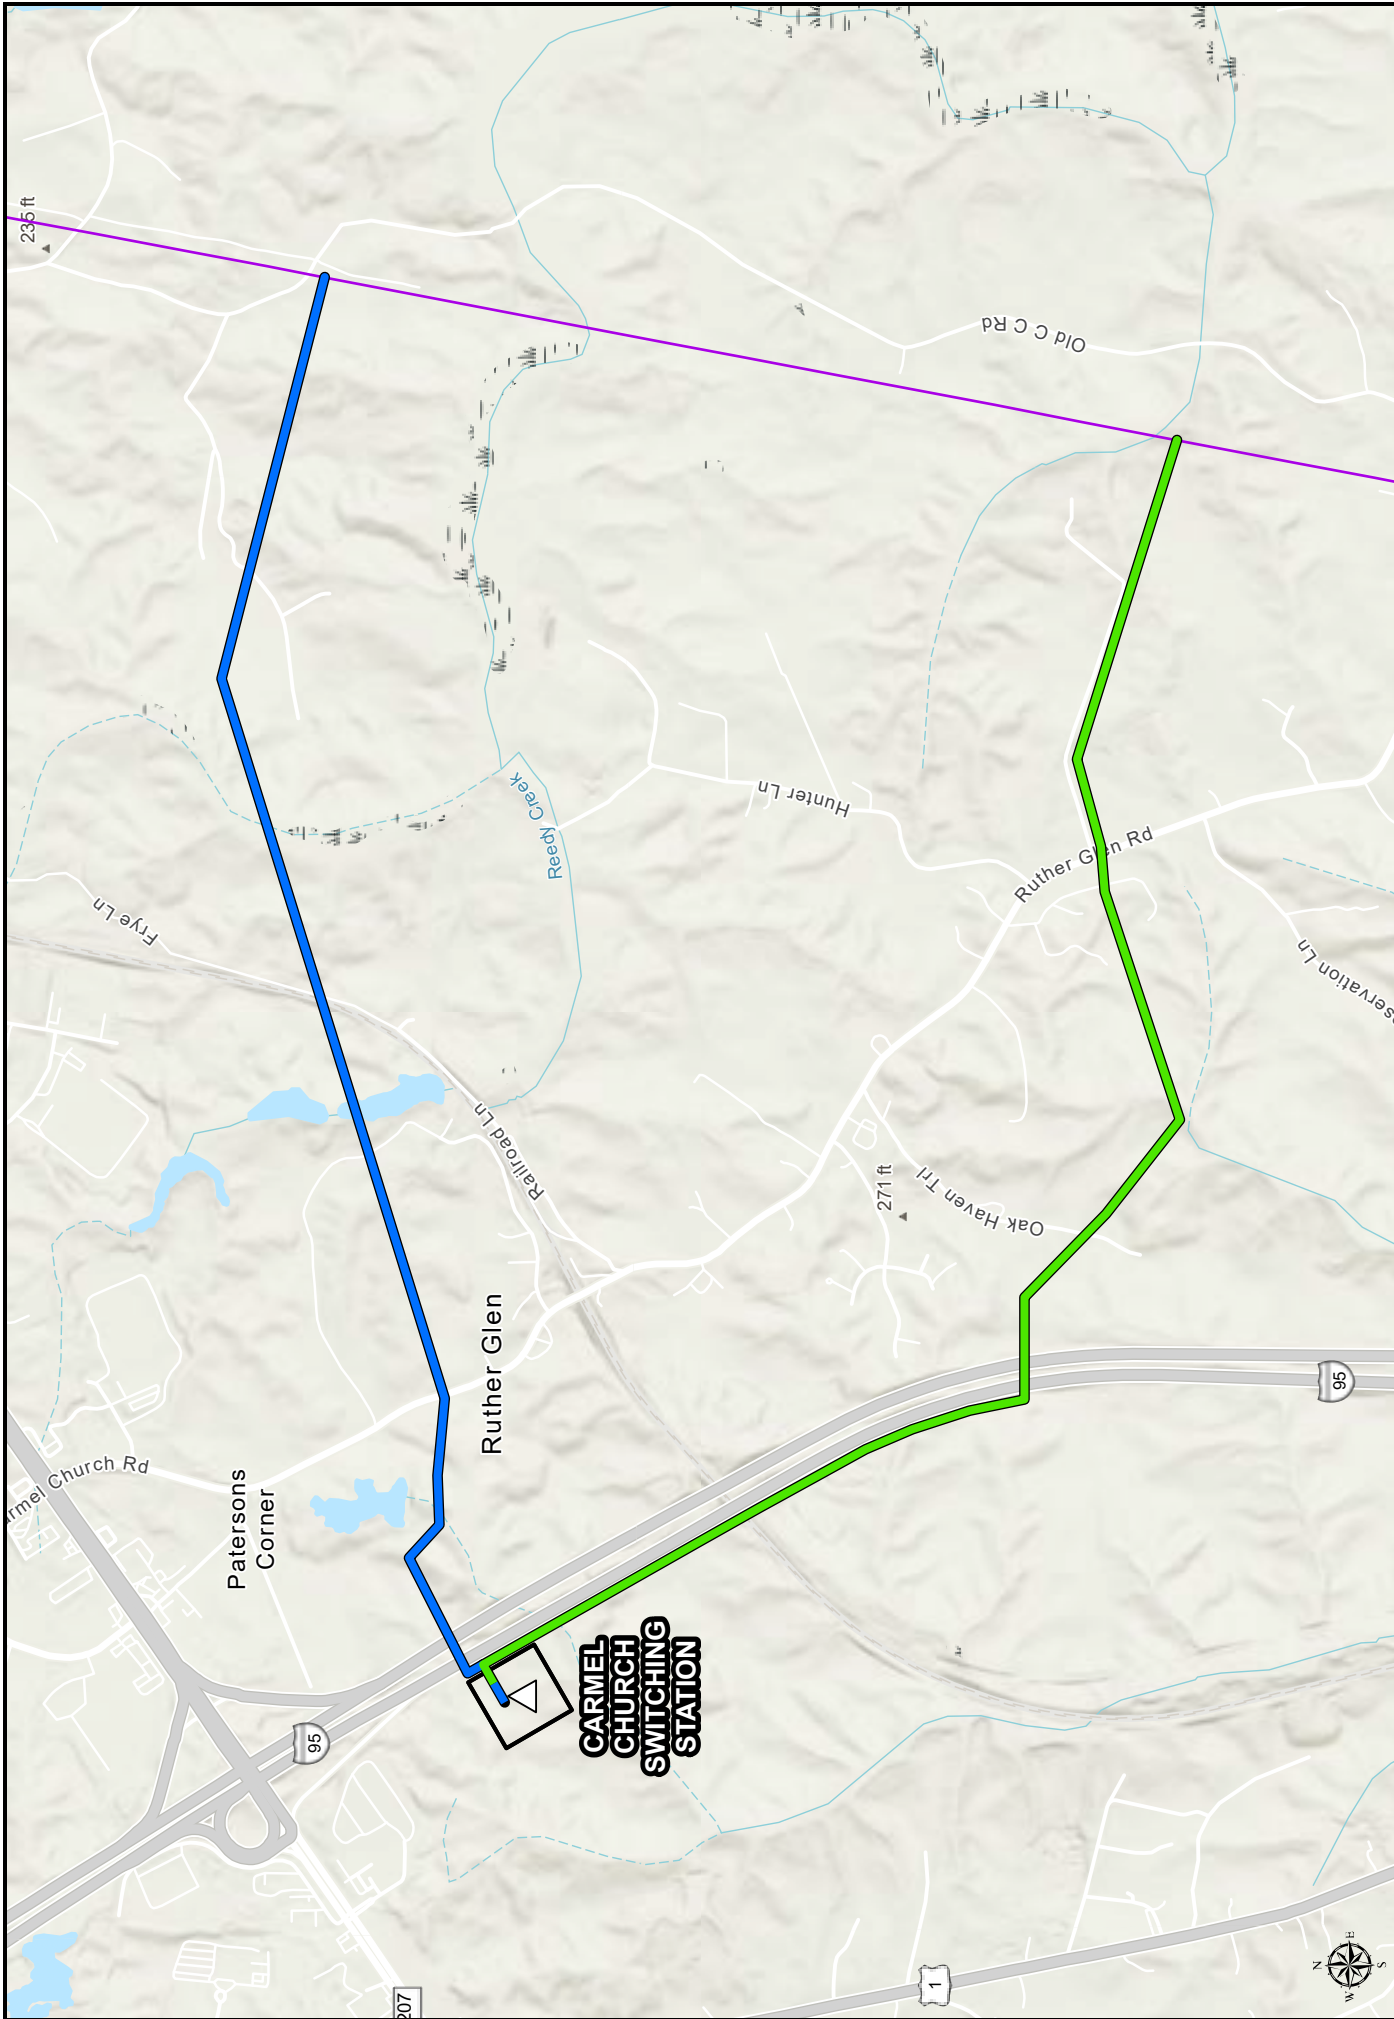 235 ft
Old C C Rd
Reedy Creek
Hunter Ln
Ruther Glen Rd
Frye Ln
servation Ln
Railroad Ln
271 ft
Oak Haven Trl
Ruther Glen
95
armel Church Rd
Patersons
Corner
CARMEL
CHURCH
SWITCHING
STATION
95
1
207
N
E
S
W